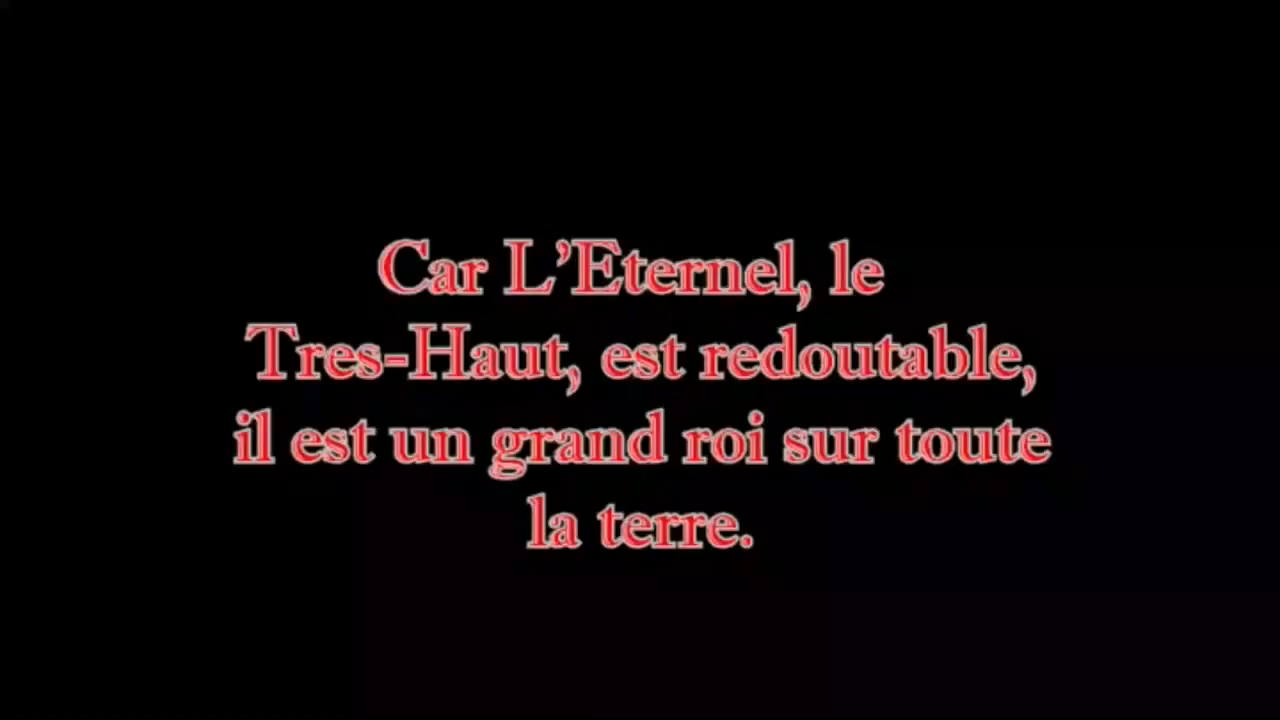 Car L’Eternel, le
Tres-Haut, est redoutable,
il est un grand roi sur toute
la terre.